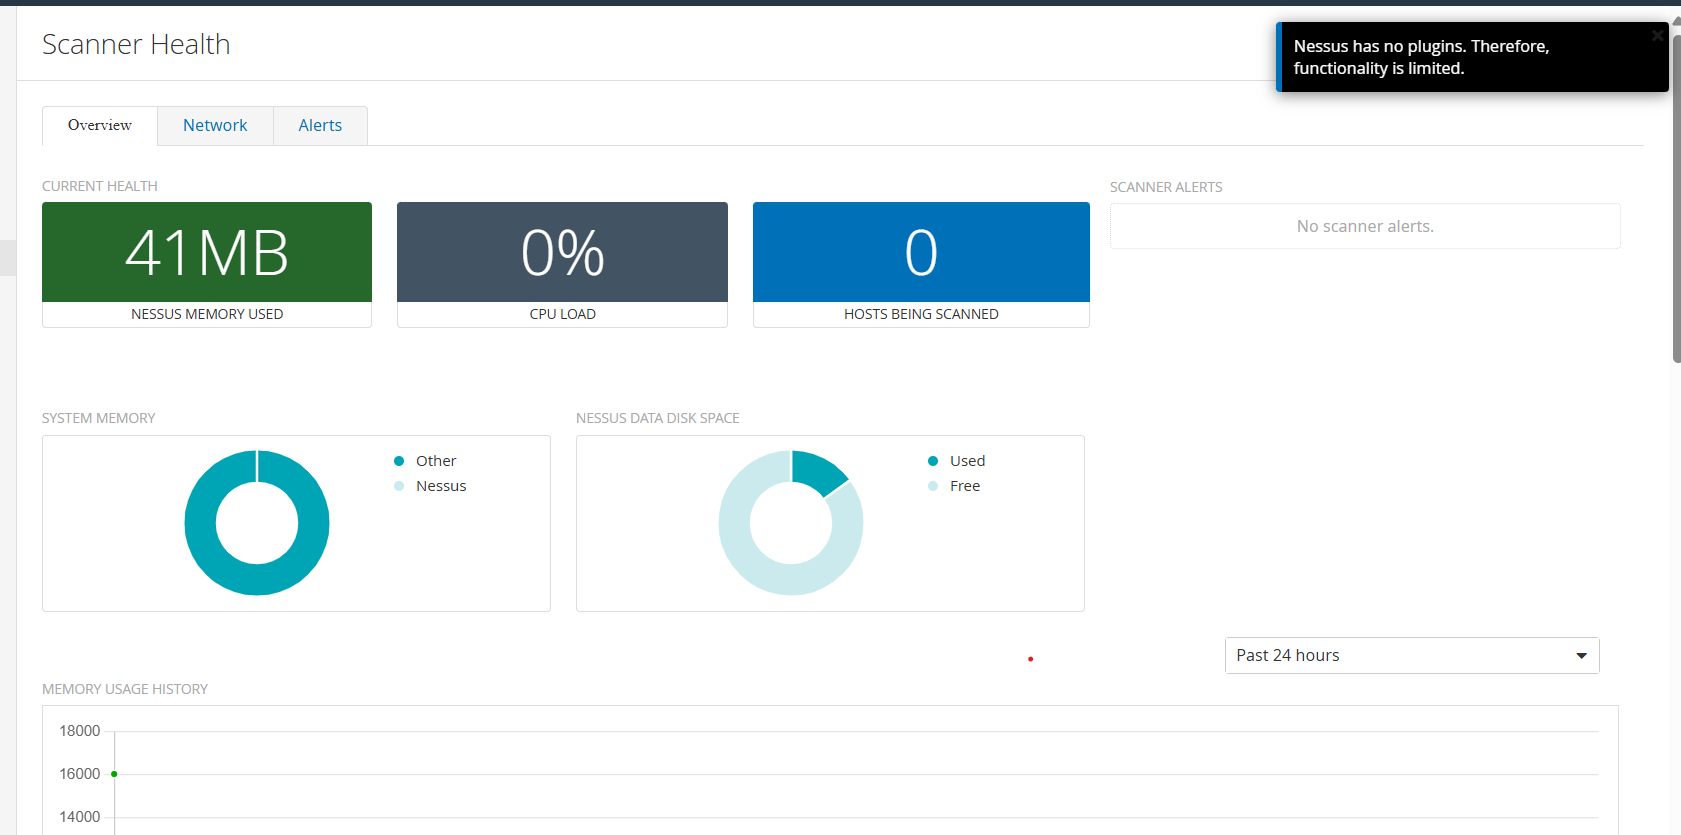 Scanner Health
Nessus has no plugins. Therefore,
functionality is limited.
Overview
Network
Alerts
CURRENT HEALTH
41MB
NESSUS MEMORY USED
0%
CPU LOAD
0
HOSTS BEING SCANNED
SCANNER ALERTS
No scanner alerts.
SYSTEM MEMORY
Other
Nessus
NESSUS DATA DISK SPACE
Used
Free
Past 24 hours
MEMORY USAGE HISTORY
18000
16000
14000